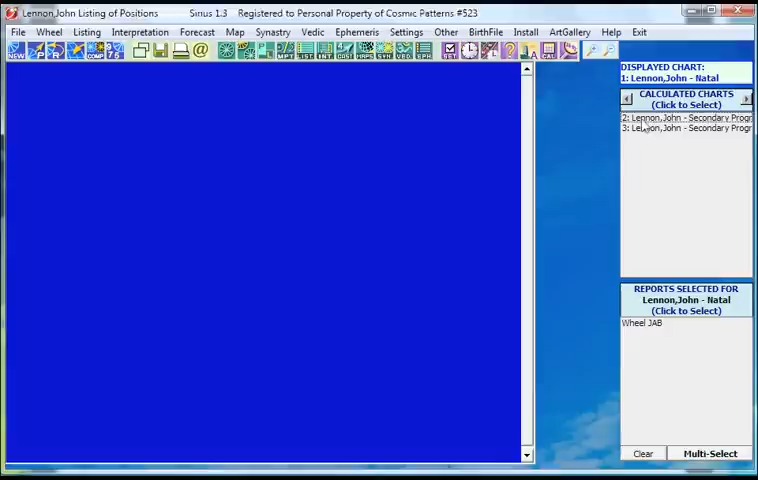 Lennon,John Listing of Positions Sirius 1.3 Registered to Personal Property of Cosmic Patterns #523
File Wheel Listing Interpretation Forecast Map Synastry Vedic Ephemeris Settings Other BirthFile Install ArtGallery Help Exit
DISPLAYED CHART:
1: Lennon,John - Natal
CALCULATED CHARTS
(Click to Select)
2: Lennon,John - Secondary Progr
3: Lennon,John - Secondary Progr
REPORTS SELECTED FOR
Lennon,John - Natal
(Click to Select)
Wheel JAB
Clear Multi-Select